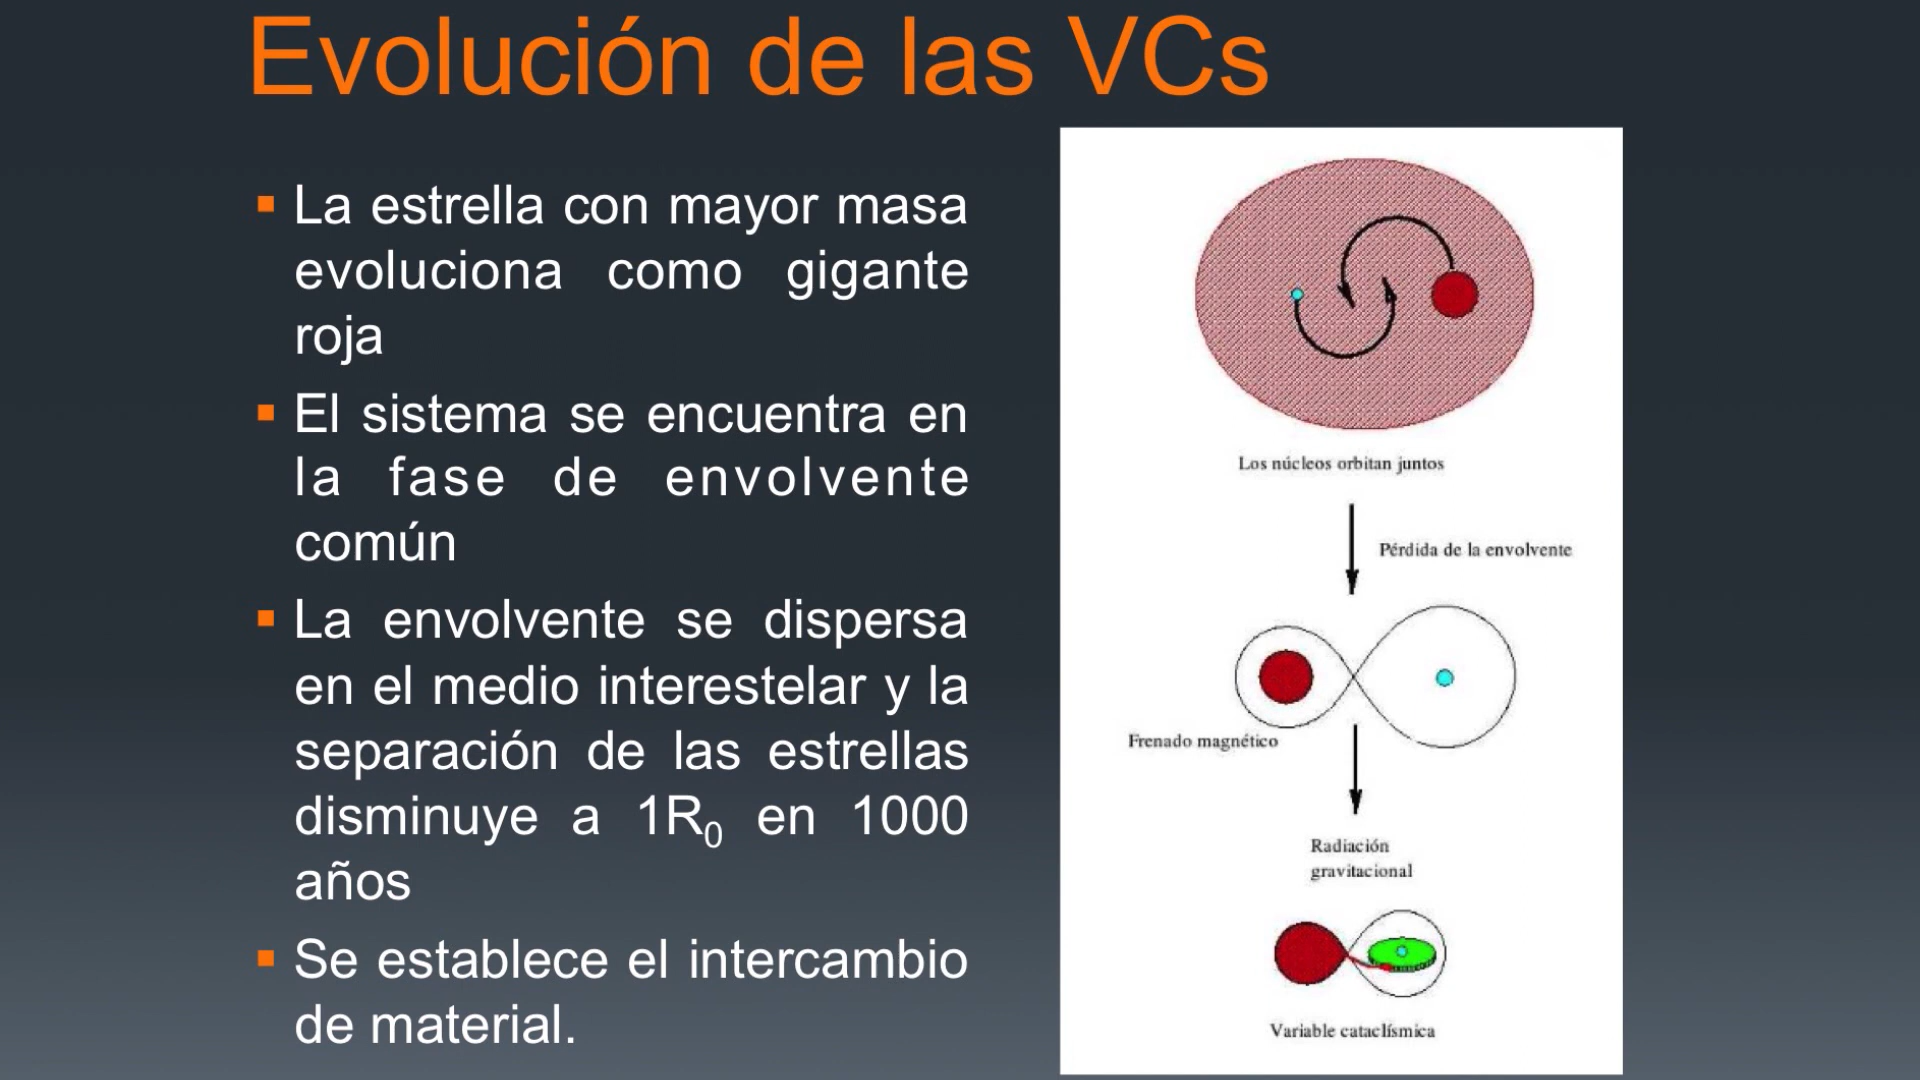 Evolución de las VCs
▪ La estrella con mayor masa
evoluciona como gigante
roja
▪ El sistema se encuentra en
la fase de envolvente
común
▪ La envolvente se dispersa
en el medio interestelar y la
separación de las estrellas
disminuye a 1R₀ en 1000
años
▪ Se establece el intercambio
de material.
Los núcleos orbitan juntos
Pérdida de la envolvente
Frenado magnético
Radiación
gravitacional
Variable cataclísmica